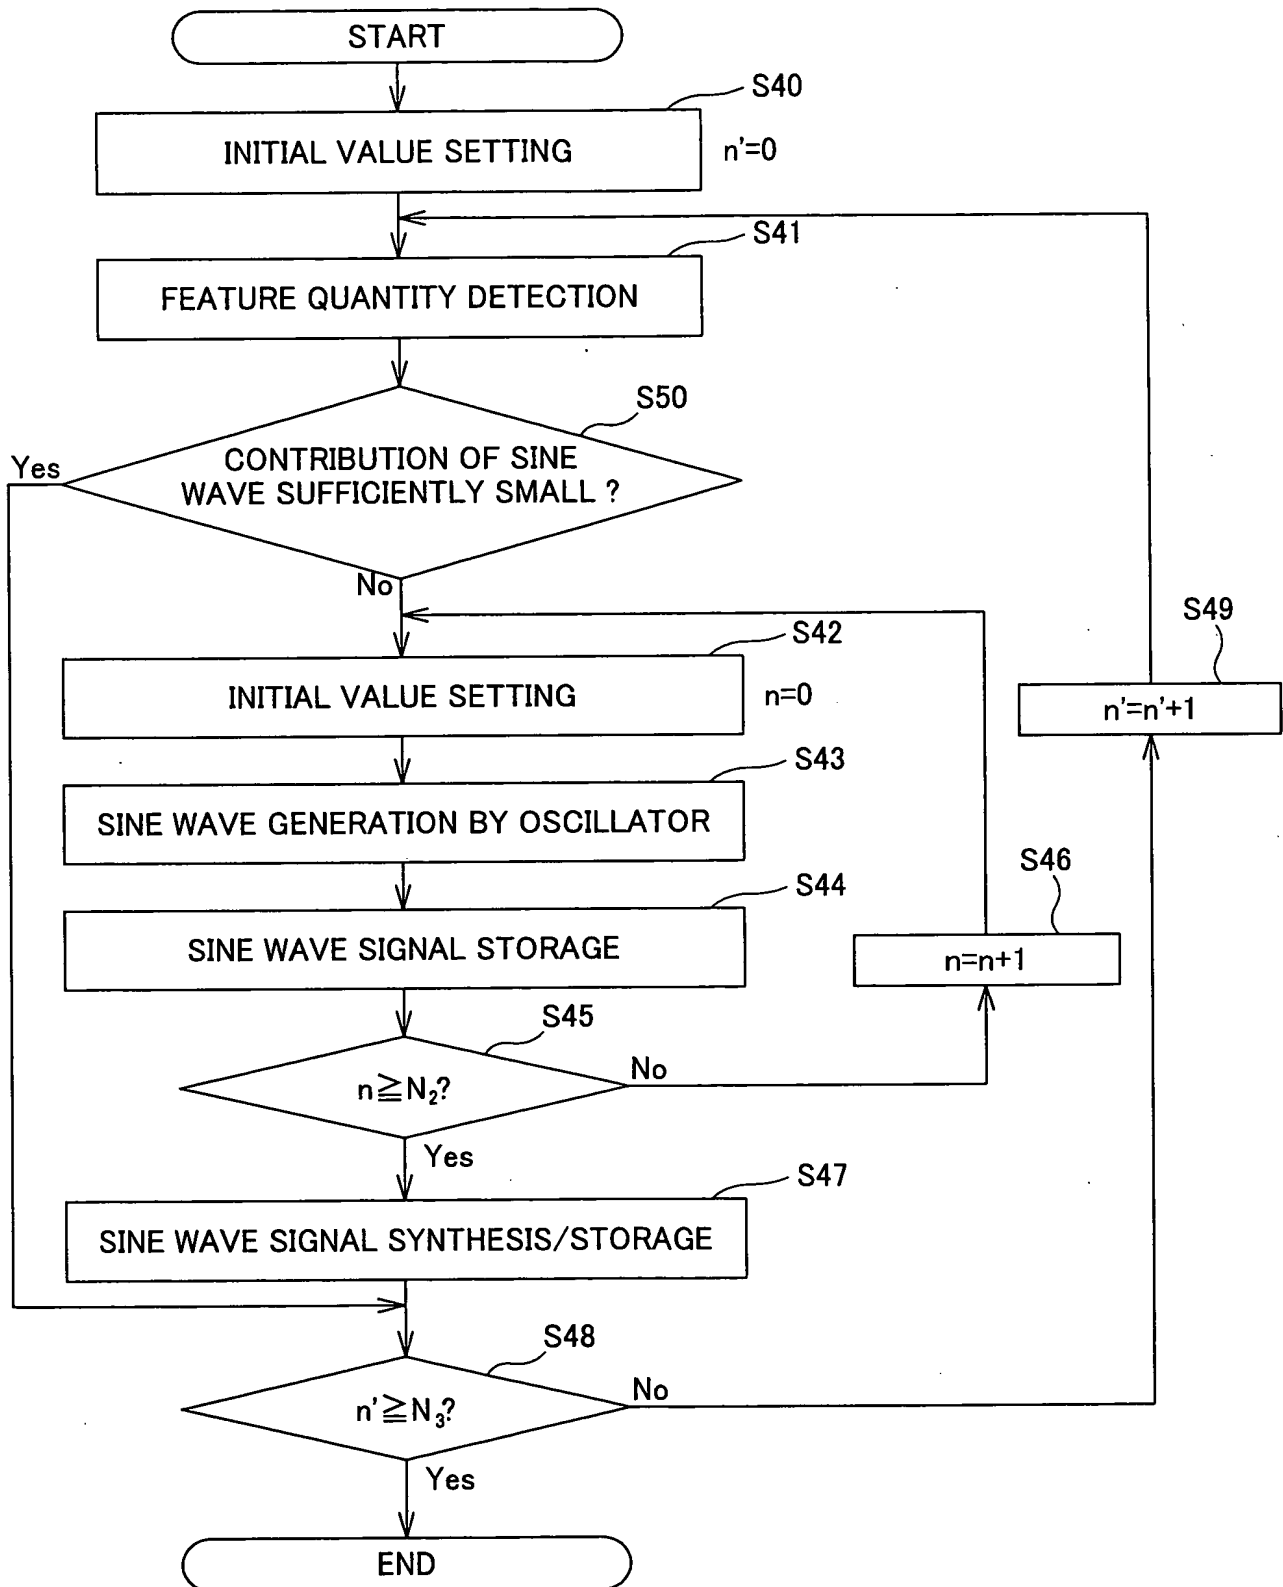 START
S40
INITIAL VALUE SETTING
n'=0
S41
FEATURE QUANTITY DETECTION
S50
CONTRIBUTION OF SINE
WAVE SUFFICIENTLY SMALL ?
Yes
No
S42
INITIAL VALUE SETTING
n=0
S49
n'=n'+1
S43
SINE WAVE GENERATION BY OSCILLATOR
S44
SINE WAVE SIGNAL STORAGE
S46
n=n+1
S45
n≧N₂?
No
Yes
S47
SINE WAVE SIGNAL SYNTHESIS/STORAGE
S48
n'≧N₃?
No
Yes
END